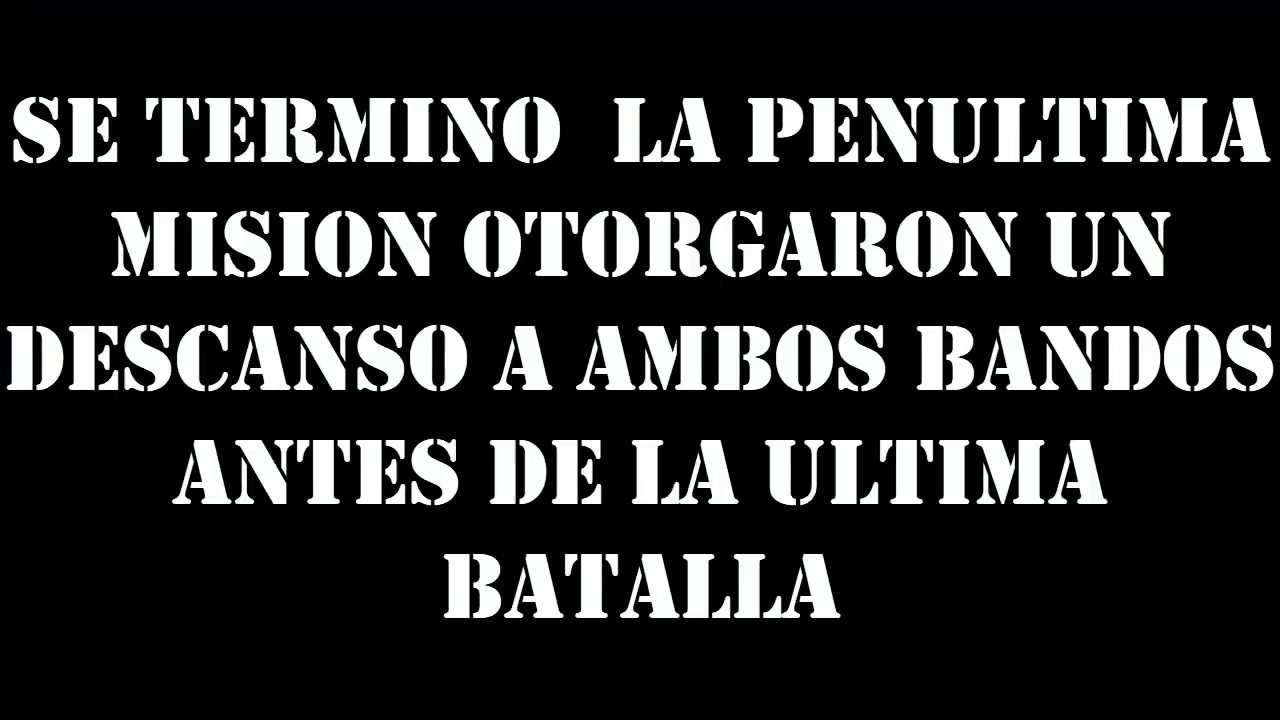 SE TERMINO  LA PENULTIMA
MISION OTORGARON UN
DESCANSO A AMBOS BANDOS
ANTES DE LA ULTIMA
BATALLA